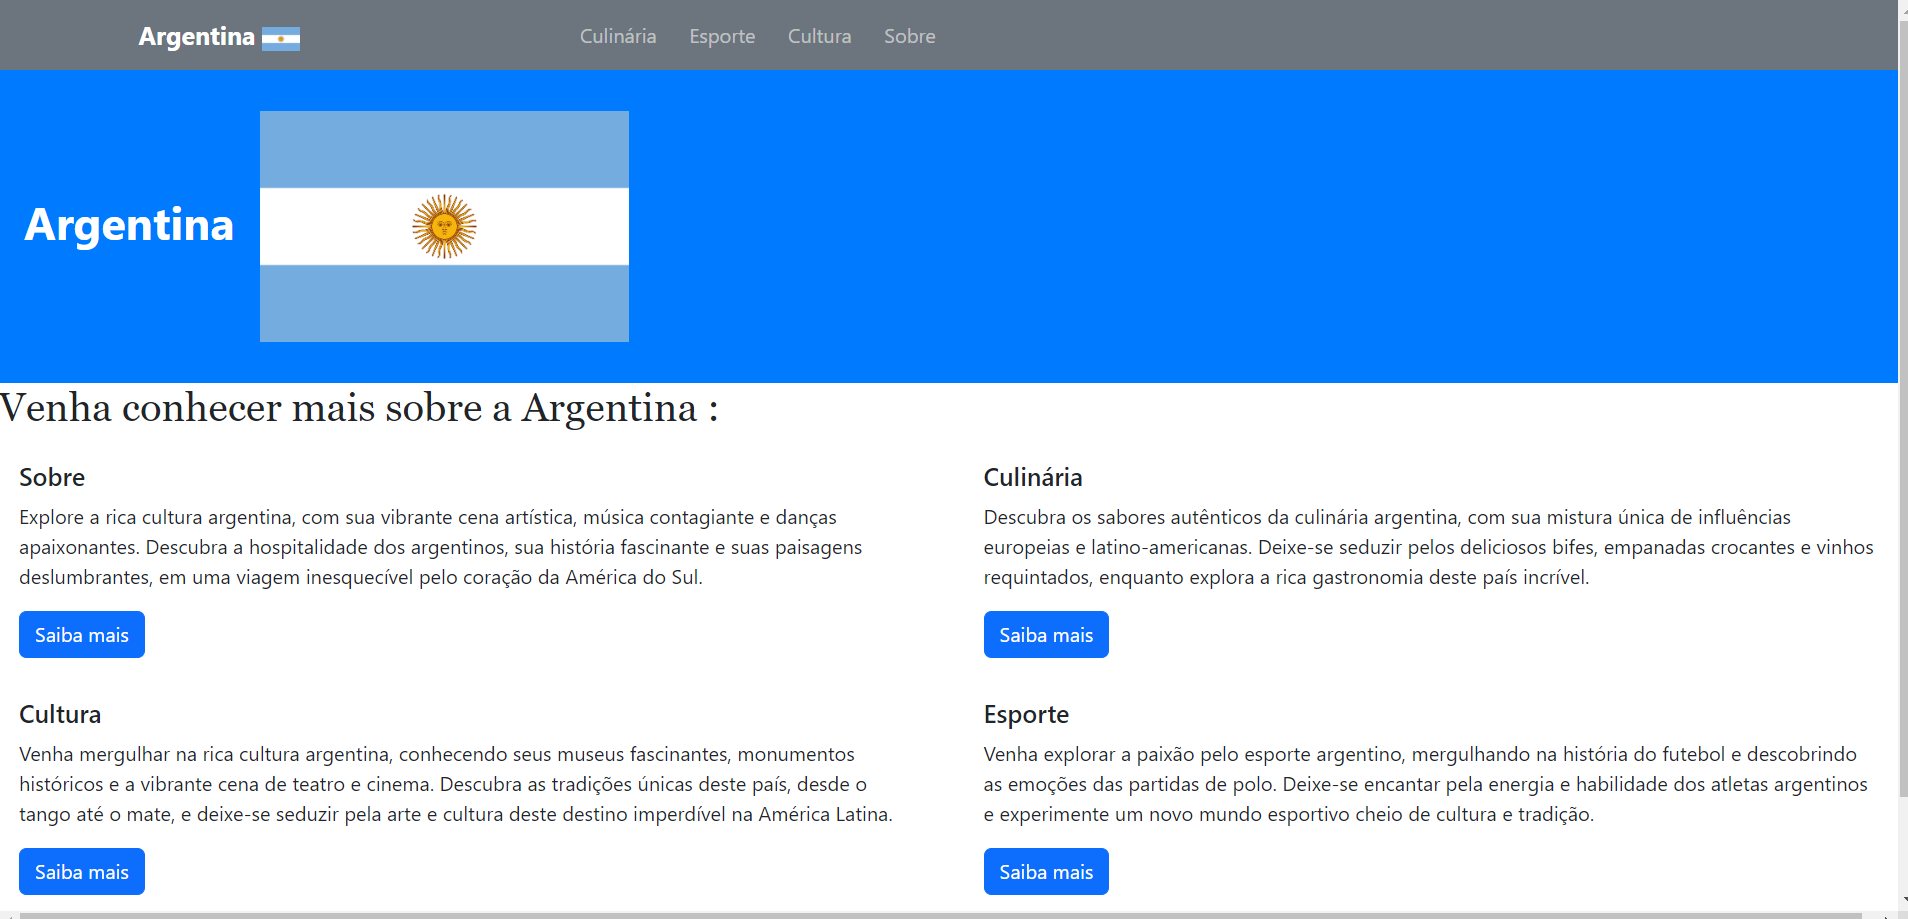 Argentina
Culinária Esporte Cultura Sobre
Argentina
Venha conhecer mais sobre a Argentina :
Sobre
Explore a rica cultura argentina, com sua vibrante cena artística, música contagiante e danças
apaixonantes. Descubra a hospitalidade dos argentinos, sua história fascinante e suas paisagens
deslumbrantes, em uma viagem inesquecível pelo coração da América do Sul.
Saiba mais
Culinária
Descubra os sabores autênticos da culinária argentina, com sua mistura única de influências
europeias e latino-americanas. Deixe-se seduzir pelos deliciosos bifes, empanadas crocantes e vinhos
requintados, enquanto explora a rica gastronomia deste país incrível.
Saiba mais
Cultura
Venha mergulhar na rica cultura argentina, conhecendo seus museus fascinantes, monumentos
históricos e a vibrante cena de teatro e cinema. Descubra as tradições únicas deste país, desde o
tango até o mate, e deixe-se seduzir pela arte e cultura deste destino imperdível na América Latina.
Saiba mais
Esporte
Venha explorar a paixão pelo esporte argentino, mergulhando na história do futebol e descobrindo
as emoções das partidas de polo. Deixe-se encantar pela energia e habilidade dos atletas argentinos
e experimente um novo mundo esportivo cheio de cultura e tradição.
Saiba mais